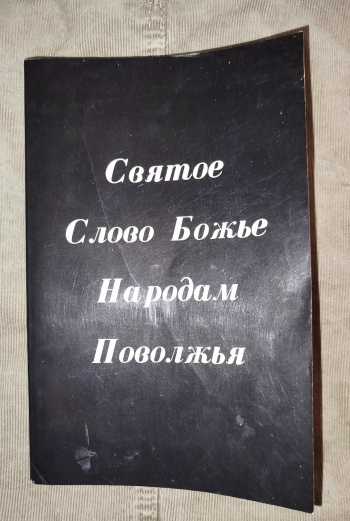 Святое
Слово Божье
Народам
Поволжья